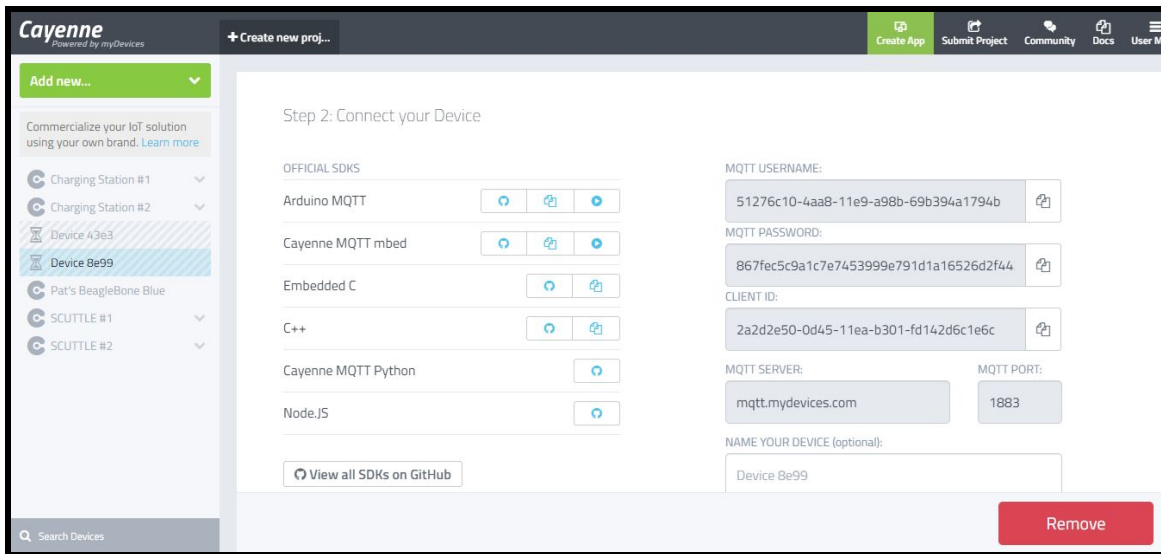 Cayenne
Powered by myDevices
+ Create new proj...
Create App
Submit Project
Community
Docs
User M
Add new...
Commercialize your IoT solution
using your own brand. Learn more
Charging Station #1
Charging Station #2
Device 43e3
Device 8e99
Pat's BeagleBone Blue
SCUTTLE #1
SCUTTLE #2
Search Devices
Step 2: Connect your Device
OFFICIAL SDKS
Arduino MQTT
Cayenne MQTT mbed
Embedded C
C++
Cayenne MQTT Python
Node.JS
View all SDKs on GitHub
MQTT USERNAME:
51276c10-4aa8-11e9-a98b-69b394a1794b
MQTT PASSWORD:
867fec5c9a1c7e7453999e791d1a16526d2f44
CLIENT ID:
2a2d2e50-0d45-11ea-b301-fd142d6c1e6c
MQTT SERVER:
MQTT PORT:
mqtt.mydevices.com
1883
NAME YOUR DEVICE (optional):
Device 8e99
Remove